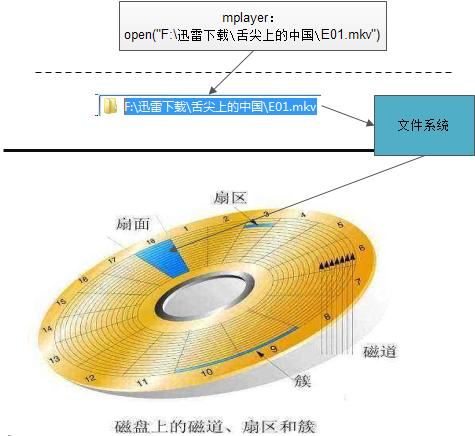 mplayer：
open("F:\迅雷下载\舌尖上的中国\E01.mkv")
F:\迅雷下载\舌尖上的中国\E01.mkv
文件系统
扇区
扇面
18
1
2
3
4
5
6
7
8
9
10
11
12
13
14
15
16
17
磁道
簇
磁盘上的磁道、扇区和簇